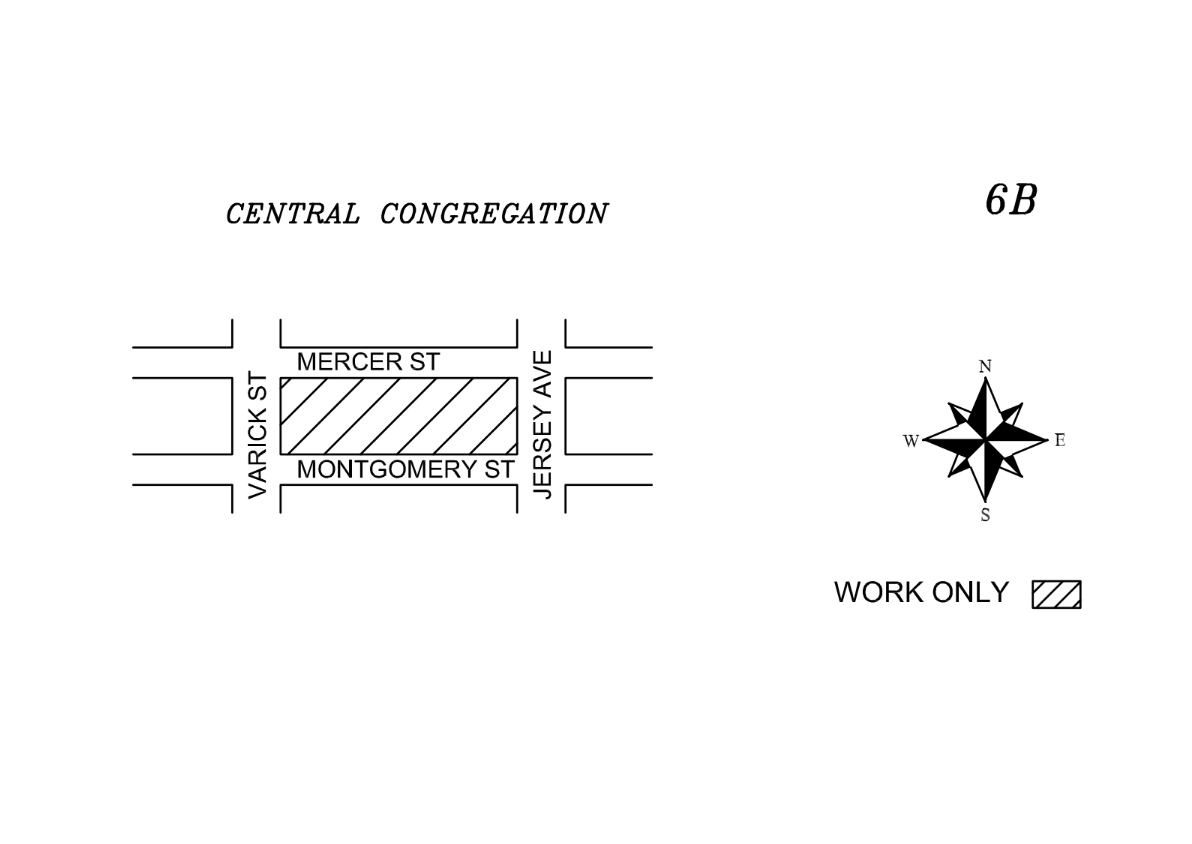 CENTRAL CONGREGATION
6B
MERCER ST
VARICK ST
JERSEY AVE
MONTGOMERY ST
N
W
E
S
WORK ONLY